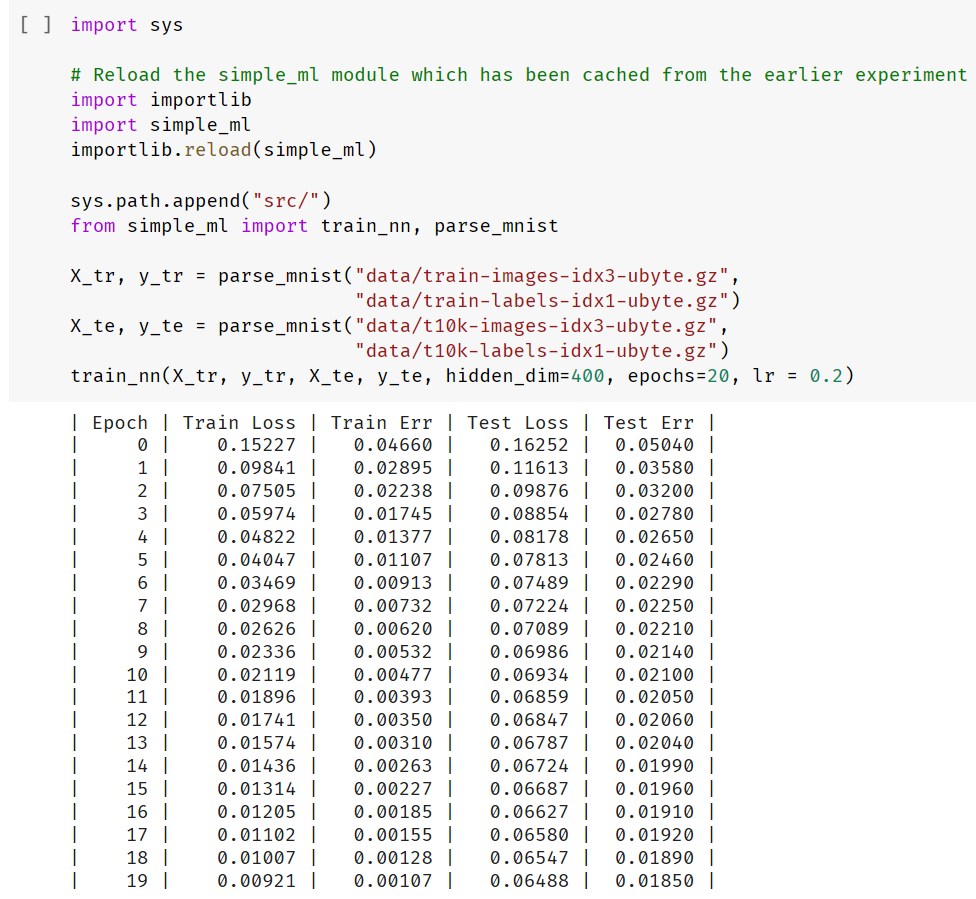 [ ] import sys
# Reload the simple_ml module which has been cached from the earlier experiment
import importlib
import simple_ml
importlib.reload(simple_ml)
sys.path.append("src/")
from simple_ml import train_nn, parse_mnist
X_tr, y_tr = parse_mnist("data/train-images-idx3-ubyte.gz",
"data/train-labels-idx1-ubyte.gz")
X_te, y_te = parse_mnist("data/t10k-images-idx3-ubyte.gz",
"data/t10k-labels-idx1-ubyte.gz")
train_nn(X_tr, y_tr, X_te, y_te, hidden_dim=400, epochs=20, lr = 0.2)
| Epoch | Train Loss | Train Err | Test Loss | Test Err |
| 0 | 0.15227 | 0.04660 | 0.16252 | 0.05040 |
| 1 | 0.09841 | 0.02895 | 0.11613 | 0.03580 |
| 2 | 0.07505 | 0.02238 | 0.09876 | 0.03200 |
| 3 | 0.05974 | 0.01745 | 0.08854 | 0.02780 |
| 4 | 0.04822 | 0.01377 | 0.08178 | 0.02650 |
| 5 | 0.04047 | 0.01107 | 0.07813 | 0.02460 |
| 6 | 0.03469 | 0.00913 | 0.07489 | 0.02290 |
| 7 | 0.02968 | 0.00732 | 0.07224 | 0.02250 |
| 8 | 0.02626 | 0.00620 | 0.07089 | 0.02210 |
| 9 | 0.02336 | 0.00532 | 0.06986 | 0.02140 |
| 10 | 0.02119 | 0.00477 | 0.06934 | 0.02100 |
| 11 | 0.01896 | 0.00393 | 0.06859 | 0.02050 |
| 12 | 0.01741 | 0.00350 | 0.06847 | 0.02060 |
| 13 | 0.01574 | 0.00310 | 0.06787 | 0.02040 |
| 14 | 0.01436 | 0.00263 | 0.06724 | 0.01990 |
| 15 | 0.01314 | 0.00227 | 0.06687 | 0.01960 |
| 16 | 0.01205 | 0.00185 | 0.06627 | 0.01910 |
| 17 | 0.01102 | 0.00155 | 0.06580 | 0.01920 |
| 18 | 0.01007 | 0.00128 | 0.06547 | 0.01890 |
| 19 | 0.00921 | 0.00107 | 0.06488 | 0.01850 |